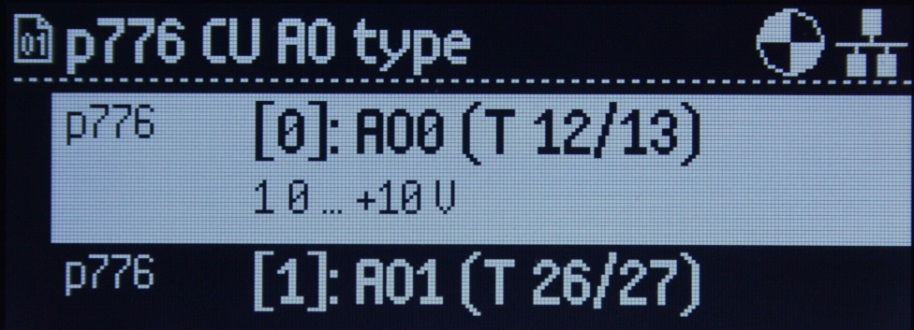 01 p776 CU AO type
p776 [0]: AO0 (T 12/13)
1 0 ... +10 V
p776 [1]: AO1 (T 26/27)